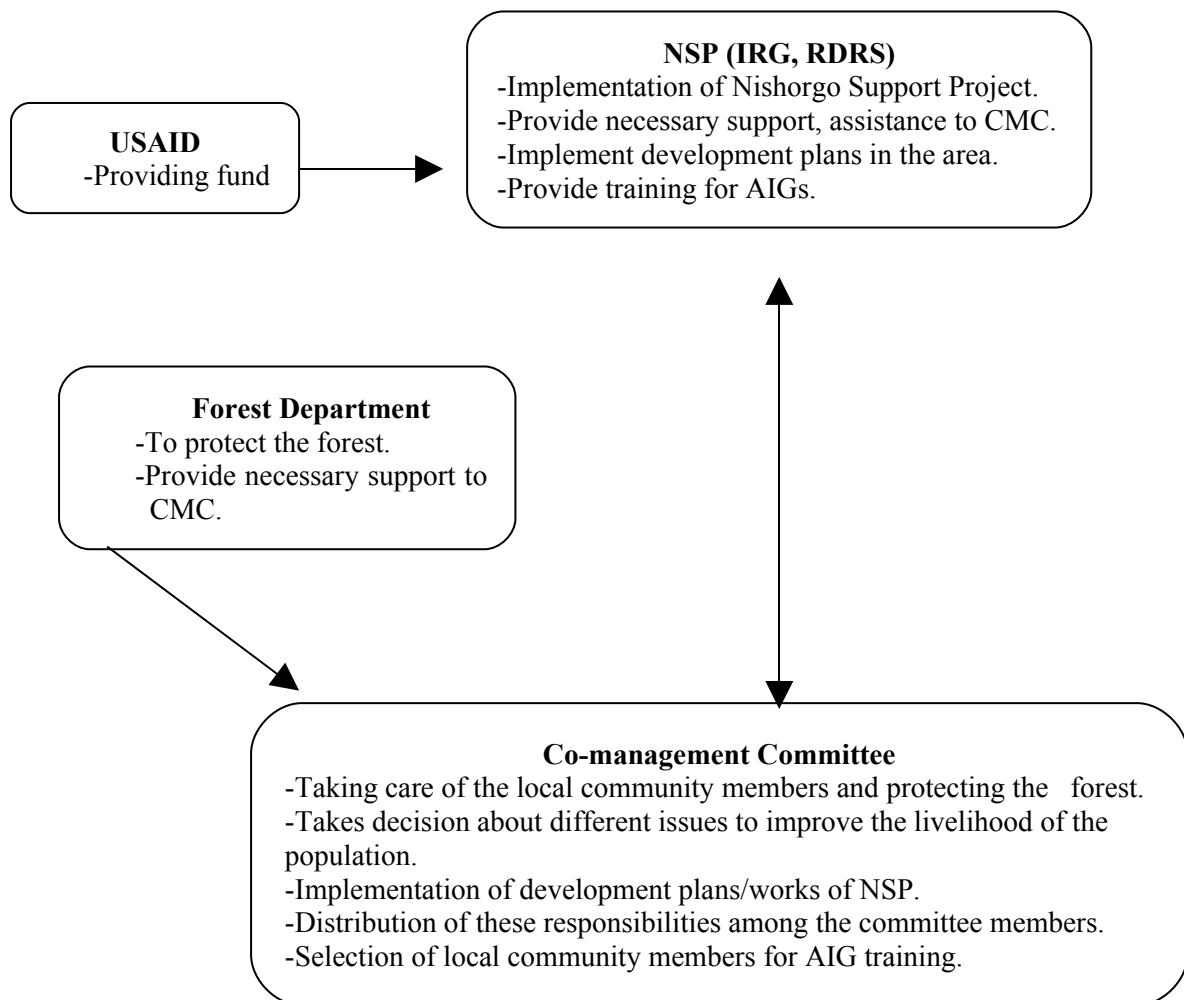 NSP (IRG, RDRS)
-Implementation of Nishorgo Support Project.
-Provide necessary support, assistance to CMC.
-Implement development plans in the area.
-Provide training for AIGs.
USAID
-Providing fund
Forest Department
-To protect the forest.
-Provide necessary support to
CMC.
Co-management Committee
-Taking care of the local community members and protecting the forest.
-Takes decision about different issues to improve the livelihood of the
population.
-Implementation of development plans/works of NSP.
-Distribution of these responsibilities among the committee members.
-Selection of local community members for AIG training.